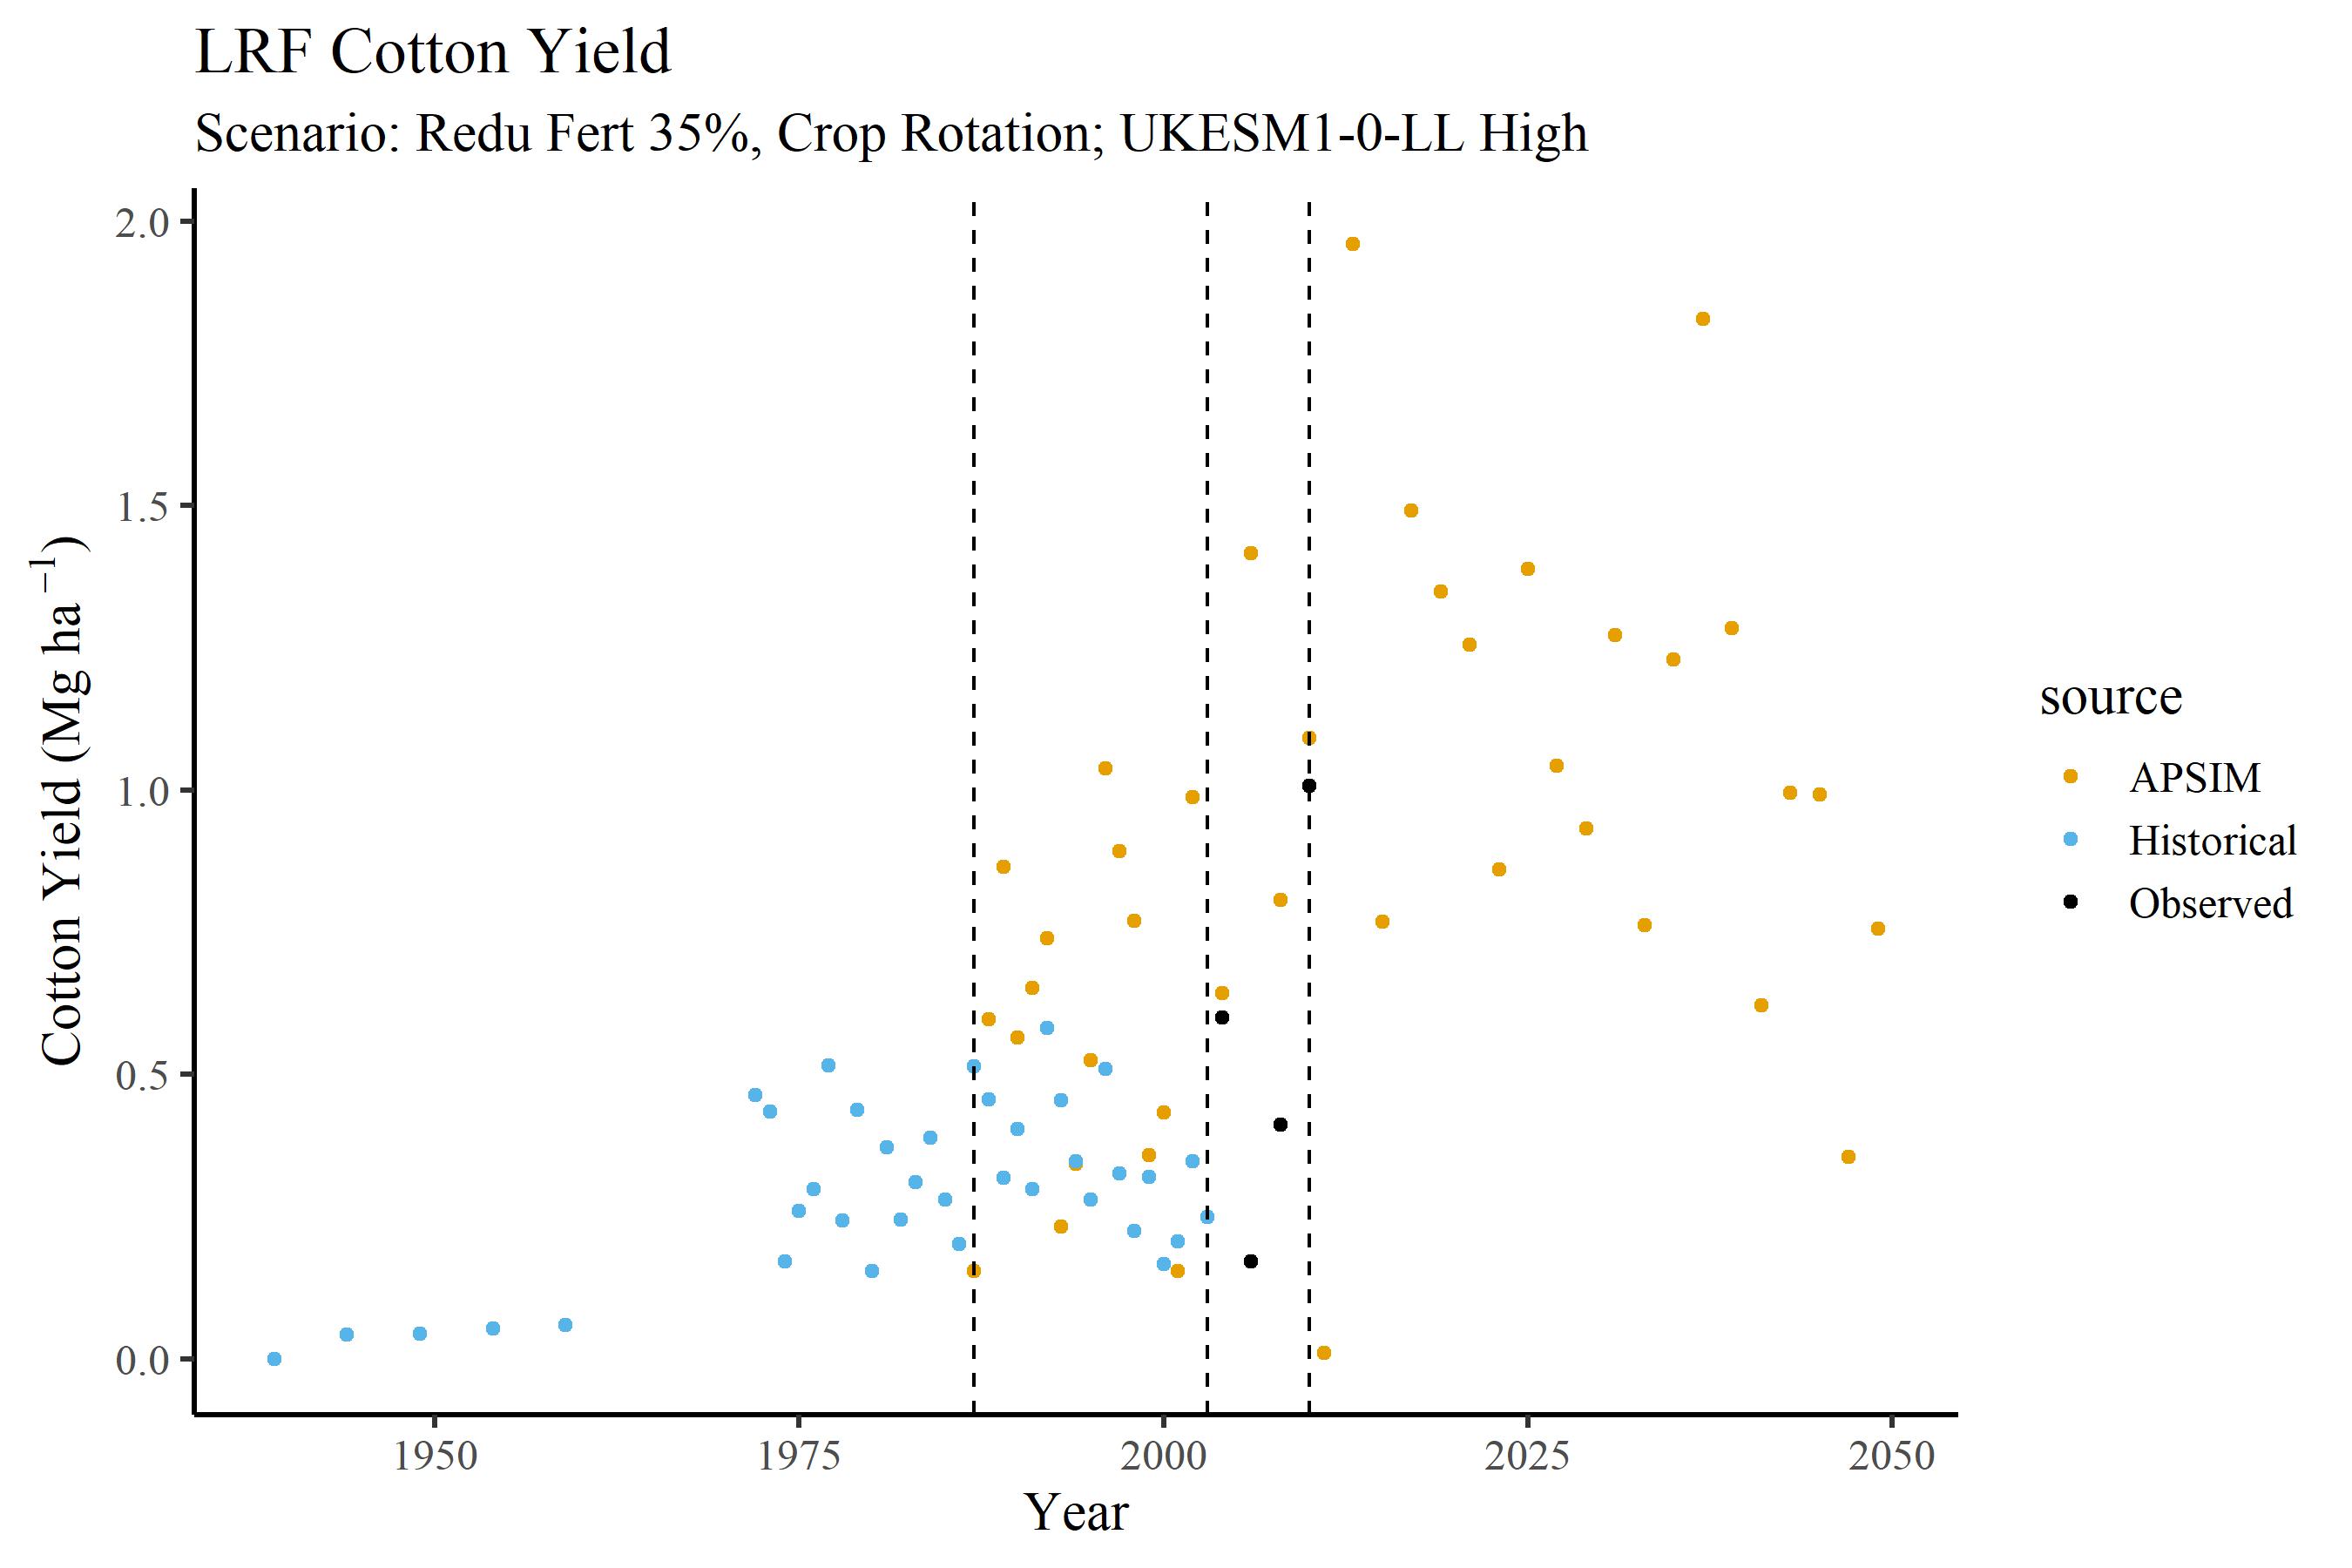 LRF Cotton Yield
Scenario: Redu Fert 35%, Crop Rotation; UKESM1-0-LL High
Cotton Yield (Mg ha −1)
2.0
1.5
1.0
0.5
0.0
1950 1975 2000 2025 2050
Year
source
APSIM
Historical
Observed